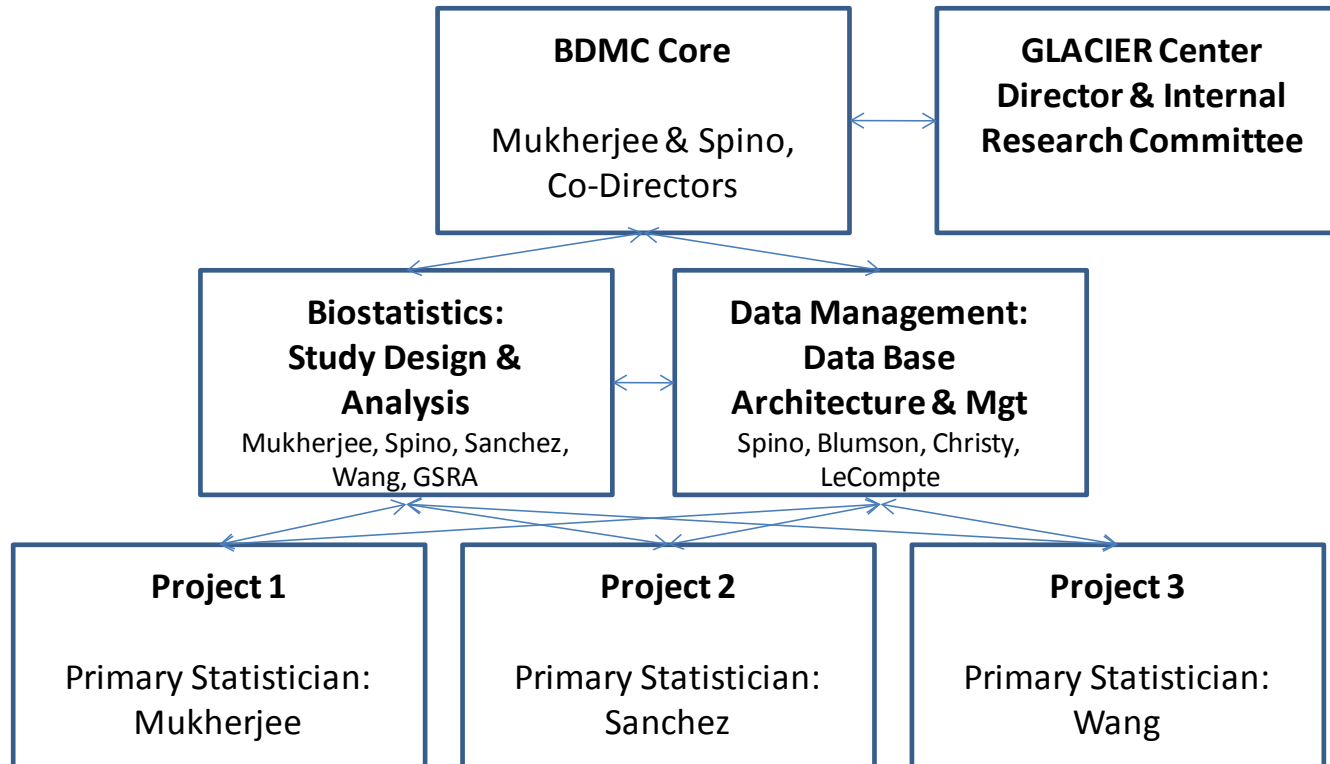 BDMC Core
Mukherjee & Spino,
Co-Directors
GLACIER Center
Director & Internal
Research Committee
Biostatistics:
Study Design &
Analysis
Mukherjee, Spino, Sanchez,
Wang, GSRA
Data Management:
Data Base
Architecture & Mgt
Spino, Blumson, Christy,
LeCompte
Project 1
Primary Statistician:
Mukherjee
Project 2
Primary Statistician:
Sanchez
Project 3
Primary Statistician:
Wang